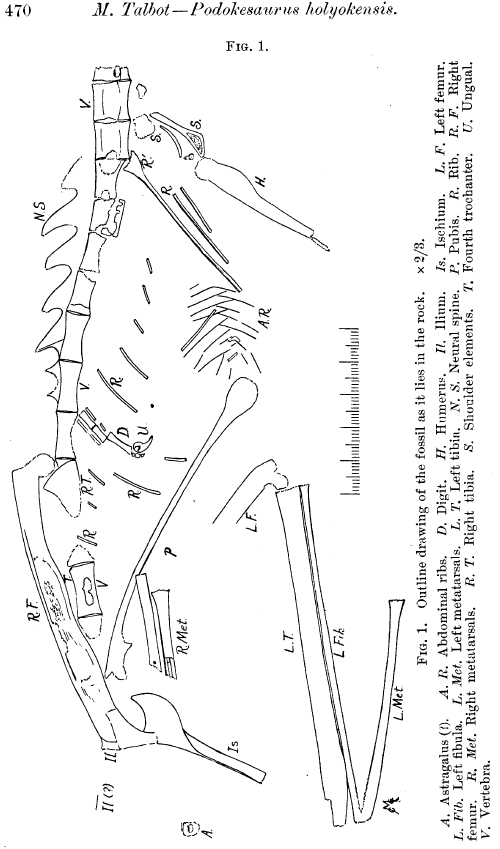 470 M. Talbot—Podokesaurus holyokensis.
FIG. 1.
V.
N.S
S.
S.
R
R
H.
A.R.
V.
R
D
U
R.T.
R
R
R.F.
T
V
P
R.Met.
L.F.
L.T.
L.Fib
L.Met
Il
Il (?)
Is
A.
FIG. 1. Outline drawing of the fossil as it lies in the rock. × 2/3.
A. Astragalus (?). A. R. Abdominal ribs. D. Digit. H. Homerus. Il. Ilium. Is. Ischium. L. F. Left femur.
L. Fib. Left fibula. L. Met. Left metatarsals. L. T. Left tibia. N. S. Neural spine. P. Pubis. R. Rib. R. F. Right
femur. R. Met. Right metatarsals. R. T. Right tibia. S. Shoulder elements. T. Fourth trochanter. U. Ungual.
V. Vertebra.